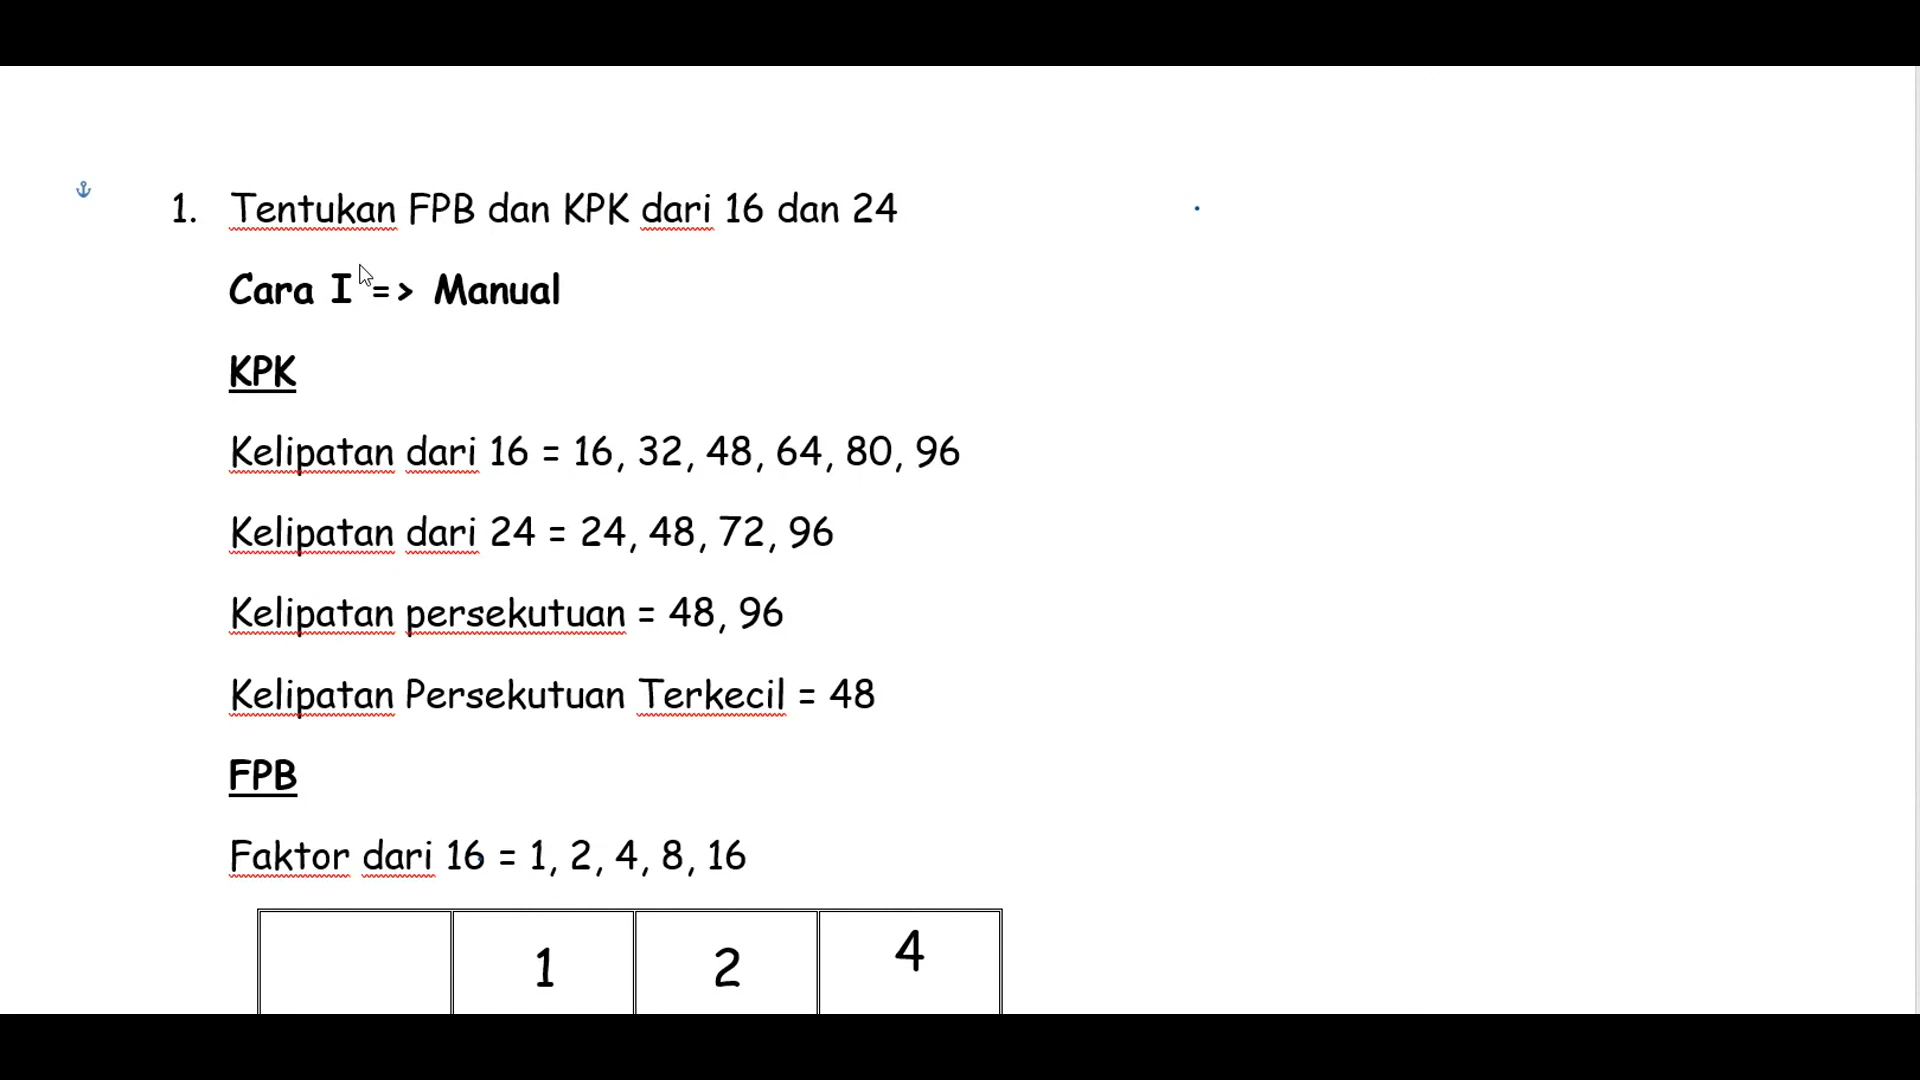 1. Tentukan FPB dan KPK dari 16 dan 24
Cara I => Manual
KPK
Kelipatan dari 16 = 16, 32, 48, 64, 80, 96
Kelipatan dari 24 = 24, 48, 72, 96
Kelipatan persekutuan = 48, 96
Kelipatan Persekutuan Terkecil = 48
FPB
Faktor dari 16 = 1, 2, 4, 8, 16
1 2 4